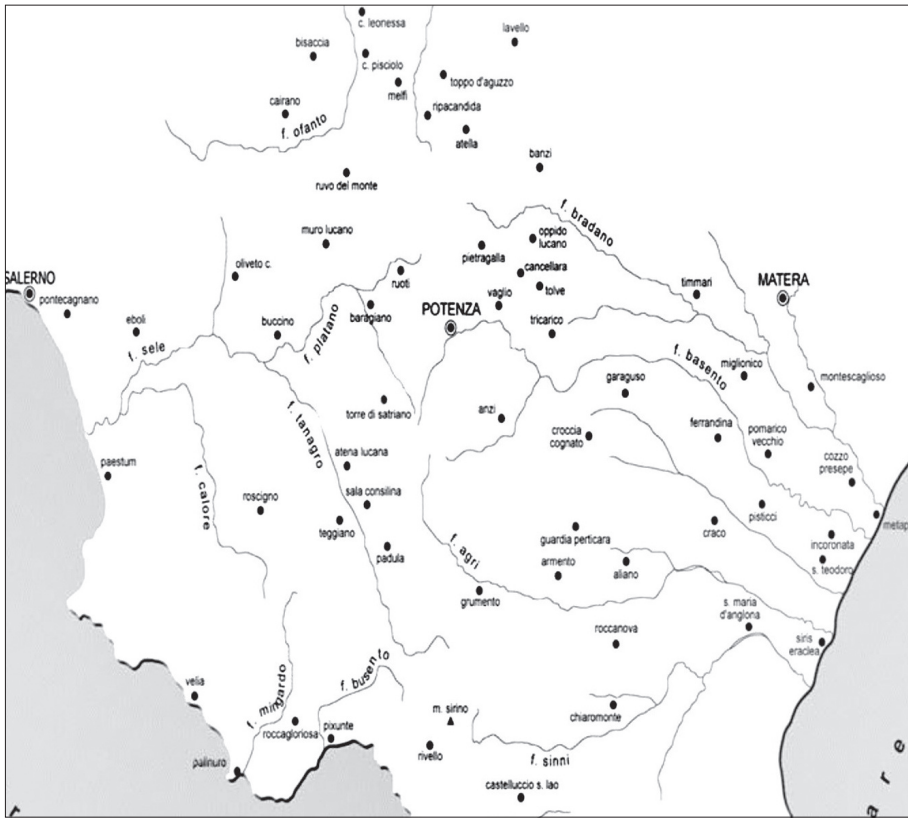 c. leonessa
lavello
bisaccia
c. pisciolo
toppo d'aguzzo
melfi
cairano
ripacandida
f. ofanto
atella
banzi
ruvo del monte
f. bradano
muro lucano
oppido
lucano
pietragalla
oliveto c.
ruoti
cancellara
SALERNO
timmari
MATERA
tolve
vaglio
pontecagnano
baragiano
POTENZA
eboli
buccino
f. platano
tricarico
f. sele
f. basento
miglionico
garaguso
montescaglioso
torre di satriano
anzi
f. tanagro
croccia
cognato
ferrandina
pomarico
vecchio
atena lucana
cozzo
presepe
paestum
f. calore
roscigno
sala consilina
pisticci
teggiano
metap
guardia perticara
craco
incoronata
padula
f. agri
armento
aliano
s. teodoro
grumento
s. maria
d'anglona
roccanova
siris
eraclea
f. busento
velia
f. mingardo
m. sirino
chiaromonte
roccagloriosa
pixunte
rivello
f. sinni
palinuro
castelluccio s. lao
r
are